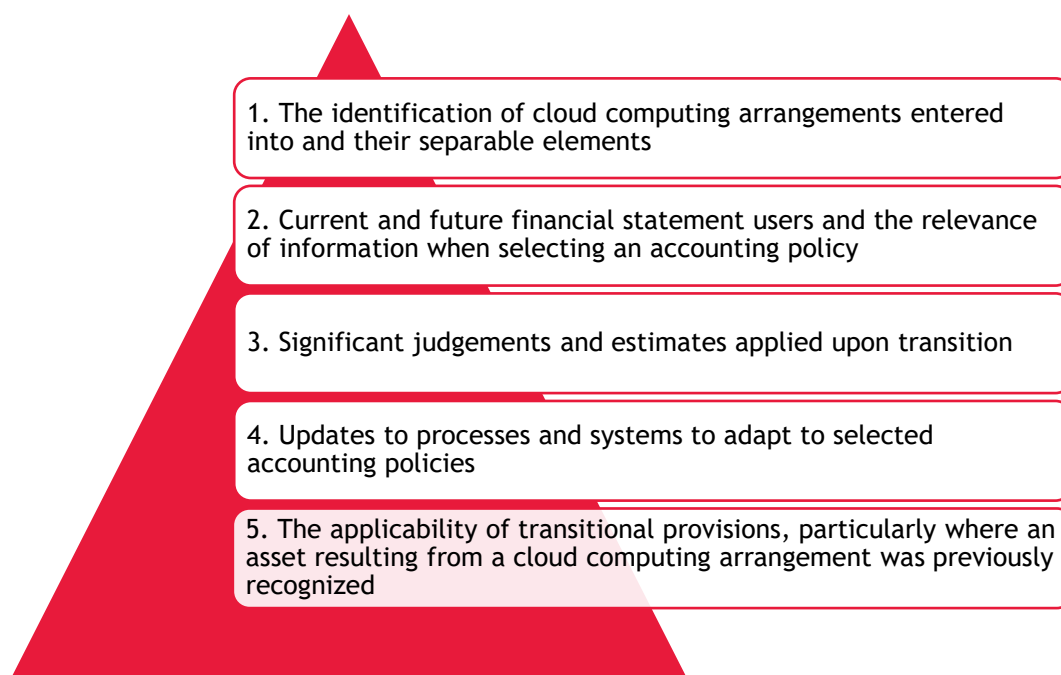 1. The identification of cloud computing arrangements entered
into and their separable elements
2. Current and future financial statement users and the relevance
of information when selecting an accounting policy
3. Significant judgements and estimates applied upon transition
4. Updates to processes and systems to adapt to selected
accounting policies
5. The applicability of transitional provisions, particularly where an
asset resulting from a cloud computing arrangement was previously
recognized